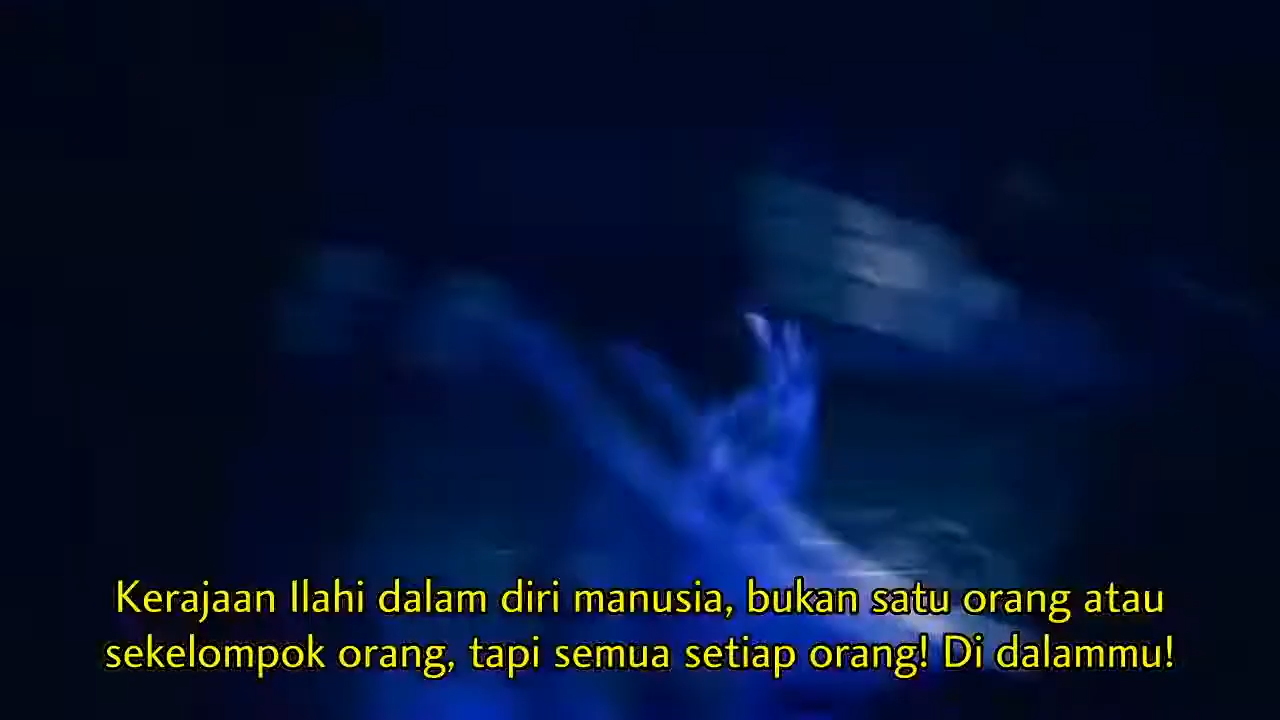 Kerajaan Ilahi dalam diri manusia, bukan satu orang atau
sekelompok orang, tapi semua setiap orang! Di dalammu!